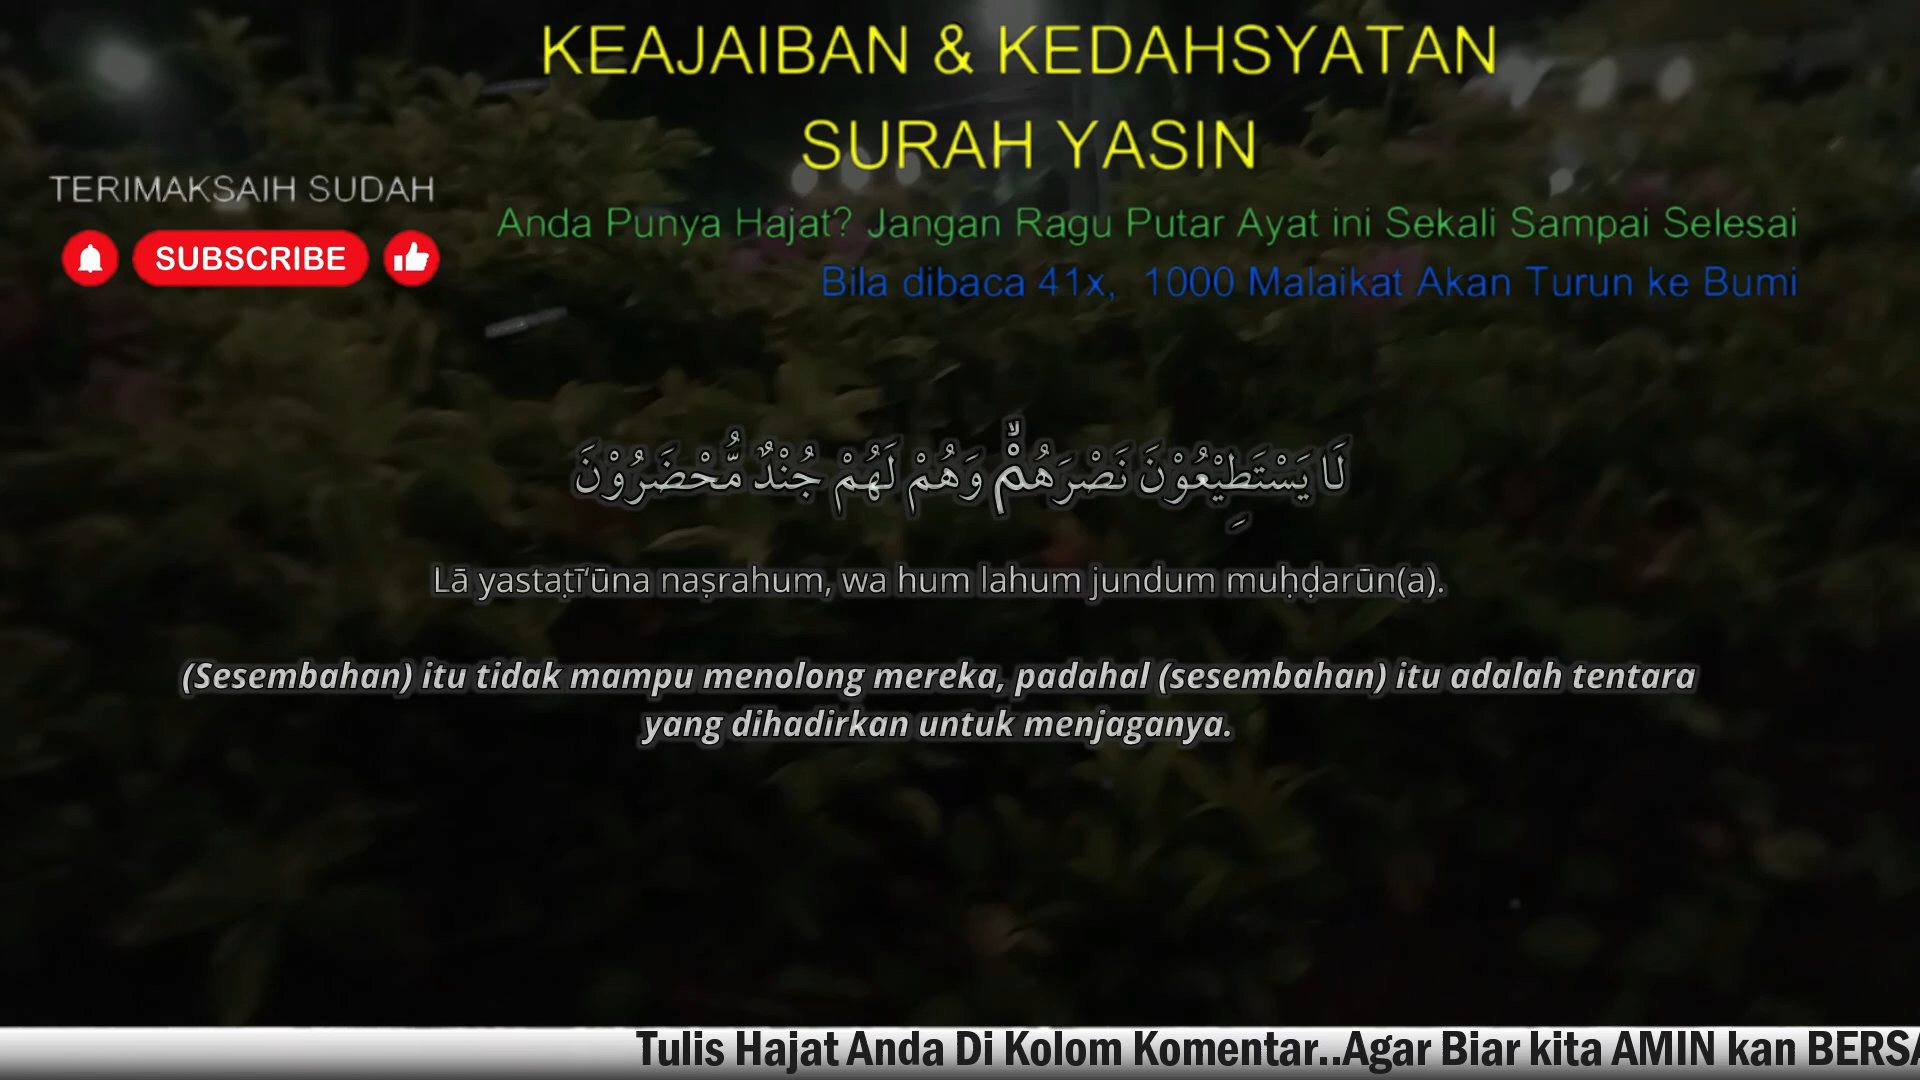 KEAJAIBAN & KEDAHSYATAN
SURAH YASIN
TERIMAKSAIH SUDAH
SUBSCRIBE
Anda Punya Hajat? Jangan Ragu Putar Ayat ini Sekali Sampai Selesai
Bila dibaca 41x, 1000 Malaikat Akan Turun ke Bumi
لَا يَسْتَطِيْعُوْنَ نَصْرَهُمْۙ وَهُمْ لَهُمْ جُنْدٌ مُّحْضَرُوْنَ
Lā yastaṭī‘ūna naṣrahum, wa hum lahum jundum muḥḍarūn(a).
(Sesembahan) itu tidak mampu menolong mereka, padahal (sesembahan) itu adalah tentara
yang dihadirkan untuk menjaganya.
Tulis Hajat Anda Di Kolom Komentar..Agar Biar kita AMIN kan BERSA